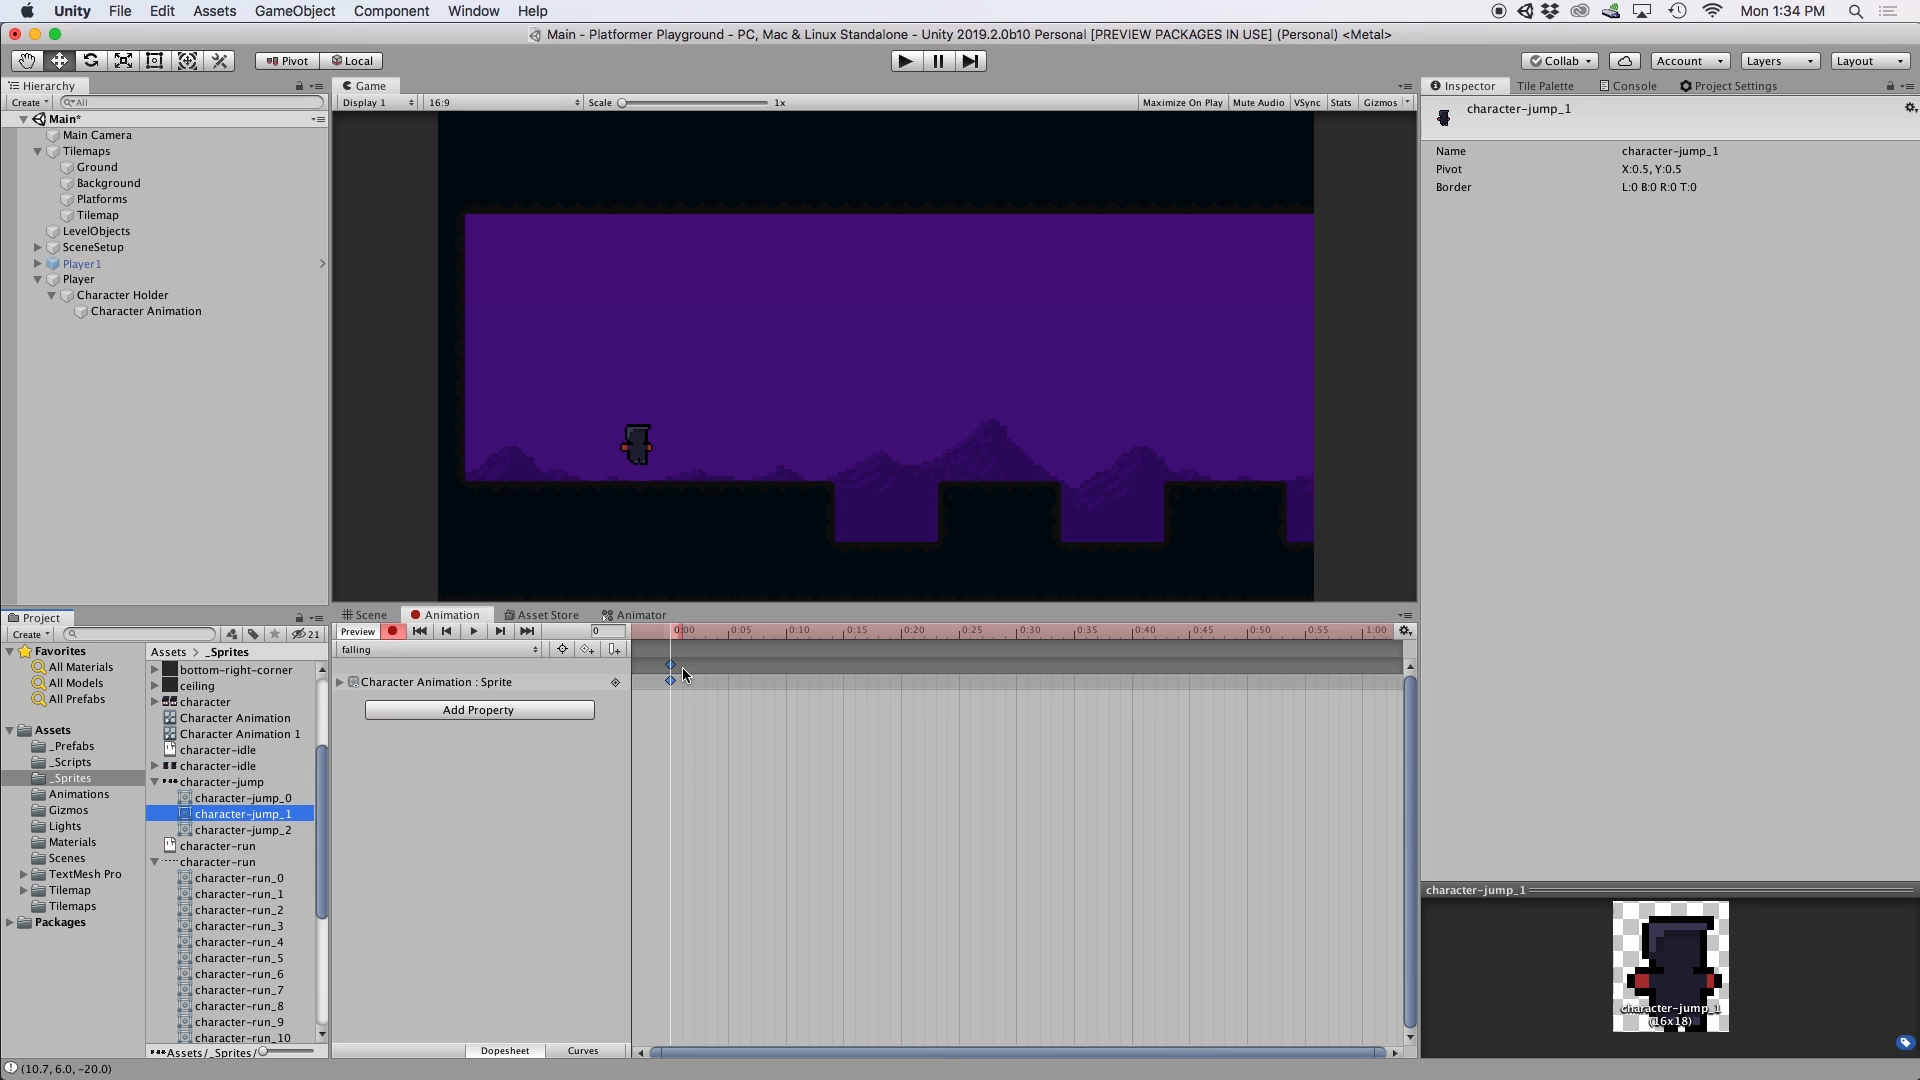 Unity File Edit Assets GameObject Component Window Help Mon 1:34 PM
Main - Platformer Playground - PC, Mac & Linux Standalone - Unity 2019.2.0b10 Personal [PREVIEW PACKAGES IN USE] (Personal) <Metal>
Pivot Local Collab Account Layers Layout
Hierarchy
Create All
Main*
Main Camera
Tilemaps
Ground
Background
Platforms
Tilemap
LevelObjects
SceneSetup
Player1
Player
Character Holder
Character Animation
Game
Display 1 16:9 Scale 1x Maximize On Play Mute Audio VSync Stats Gizmos
Inspector Tile Palette Console Project Settings
character-jump_1
Name character-jump_1
Pivot X:0.5, Y:0.5
Border L:0 B:0 R:0 T:0
Project
Create 21
Favorites
All Materials
All Models
All Prefabs
Assets
_Prefabs
_Scripts
_Sprites
Animations
Gizmos
Lights
Materials
Scenes
TextMesh Pro
Tilemap
Tilemaps
Packages
Assets _Sprites
bottom-right-corner
ceiling
character
Character Animation
Character Animation 1
character-idle
character-idle
character-jump
character-jump_0
character-jump_1
character-jump_2
character-run
character-run
character-run_0
character-run_1
character-run_2
character-run_3
character-run_4
character-run_5
character-run_6
character-run_7
character-run_8
character-run_9
character-run_10
Assets/_Sprites/
Scene Animation Asset Store Animator
Preview 0 0:00 0:05 0:10 0:15 0:20 0:25 0:30 0:35 0:40 0:45 0:50 0:55 1:00
falling
Character Animation : Sprite
Add Property
Dopesheet Curves
character-jump_1
character-jump_1
(16x18)
(10.7, 6.0, -20.0)